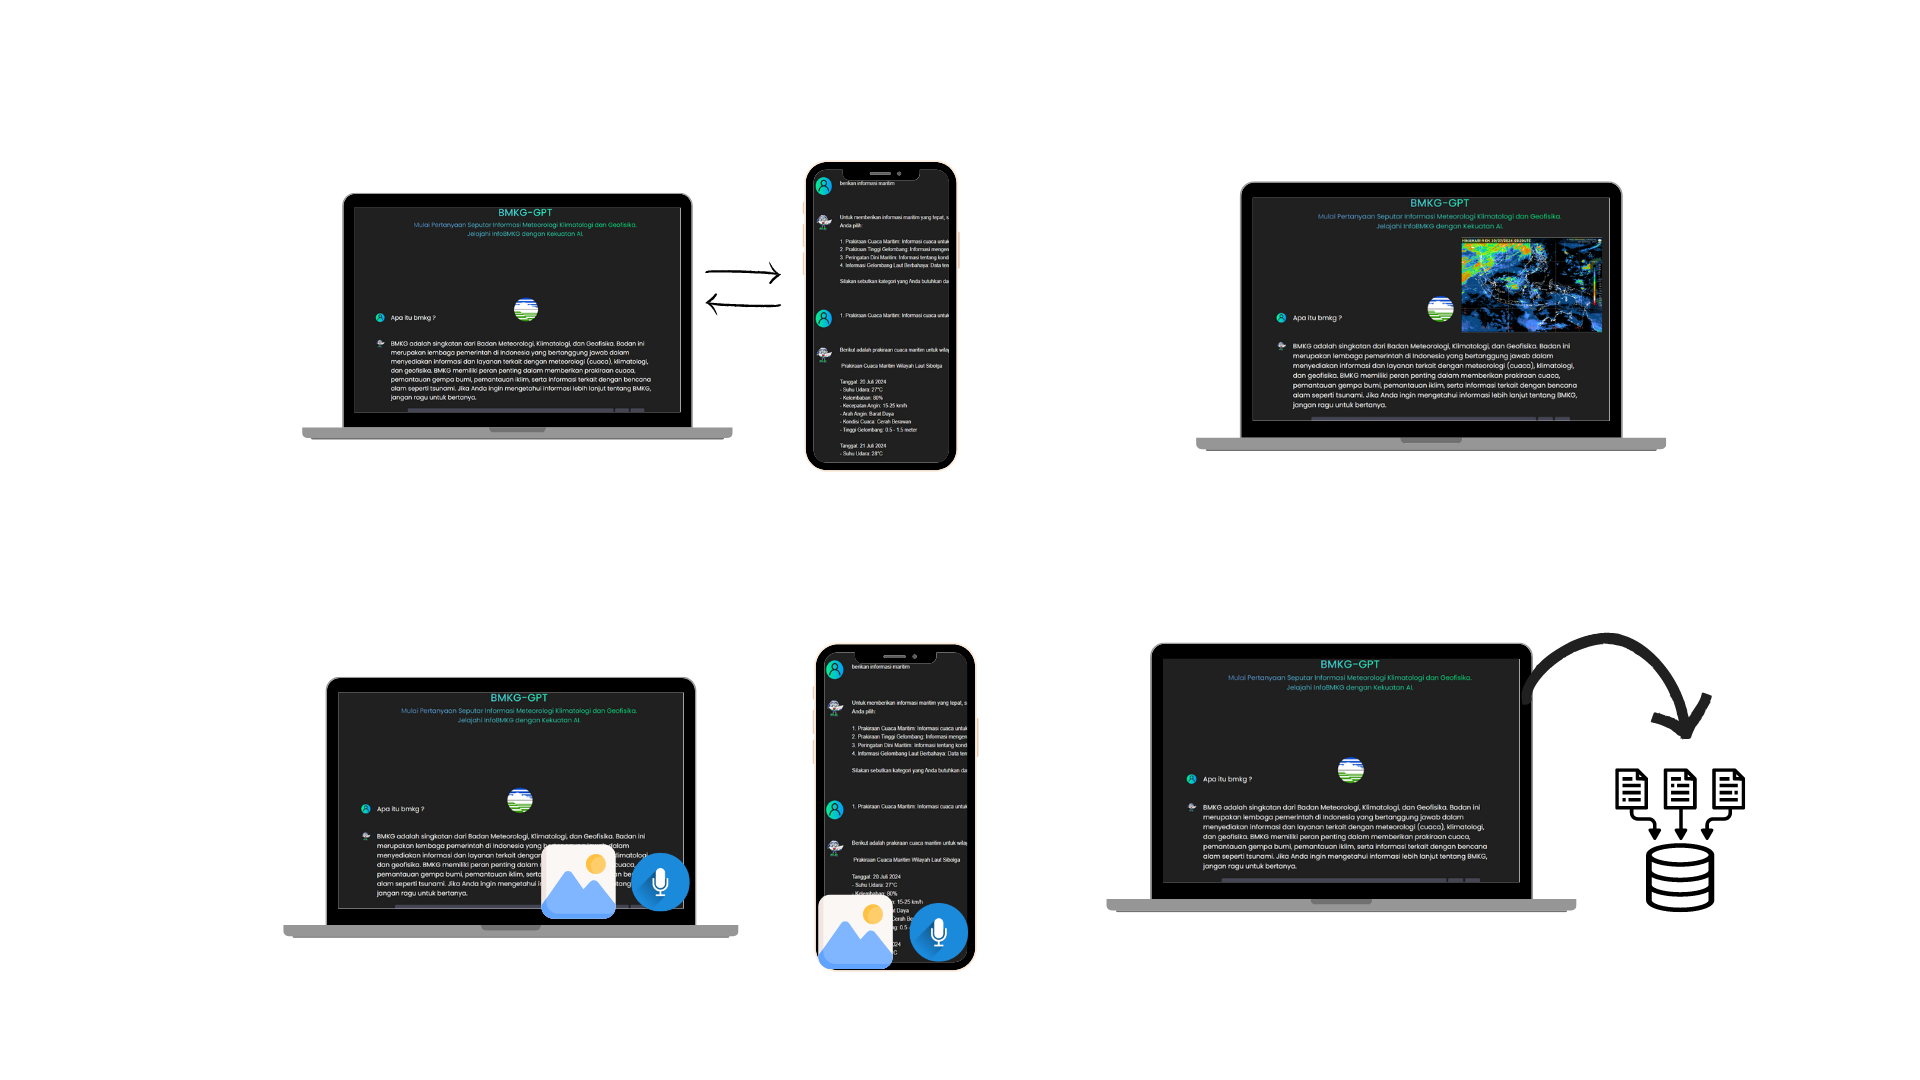 BMKG-GPT
Mulai Pertanyaan Seputar Informasi Meteorologi Klimatologi dan Geofisika.
Jelajahi InfoBMKG dengan Kekuatan AI.
Apa itu bmkg ?
BMKG adalah singkatan dari Badan Meteorologi, Klimatologi, dan Geofisika. Badan ini
merupakan lembaga pemerintah di Indonesia yang bertanggung jawab dalam
menyediakan informasi dan layanan terkait dengan meteorologi (cuaca), klimatologi,
dan geofisika. BMKG memiliki peran penting dalam memberikan prakiraan cuaca,
pemantauan gempa bumi, pemantauan iklim, serta informasi terkait dengan bencana
alam seperti tsunami. Jika Anda ingin mengetahui informasi lebih lanjut tentang BMKG,
jangan ragu untuk bertanya.
berikan informasi maritim
Untuk memberikan informasi maritim yang tepat, s
Anda pilih:
1. Prakiraan Cuaca Maritim: Informasi cuaca untuk
2. Prakiraan Tinggi Gelombang: Informasi mengen
3. Peringatan Dini Maritim: Informasi tentang kond
4. Informasi Gelombang Laut Berbahaya: Data ten
Silakan sebutkan kategori yang Anda butuhkan da
1. Prakiraan Cuaca Maritim: Informasi cuaca untuk
Berikut adalah prakiraan cuaca maritim untuk wila
Prakiraan Cuaca Maritim Wilayah Laut Sibolga
Tanggal: 20 Juli 2024
- Suhu Udara: 27°C
- Kelembaban: 80%
- Kecepatan Angin: 15-25 km/h
- Arah Angin: Barat Daya
- Kondisi Cuaca: Cerah Berawan
- Tinggi Gelombang: 0.5 - 1.5 meter
Tanggal: 21 Juli 2024
- Suhu Udara: 28°C
BMKG-GPT
Mulai Pertanyaan Seputar Informasi Meteorologi Klimatologi dan Geofisika.
Jelajahi InfoBMKG dengan Kekuatan AI.
Apa itu bmkg ?
BMKG adalah singkatan dari Badan Meteorologi, Klimatologi, dan Geofisika. Badan ini
merupakan lembaga pemerintah di Indonesia yang bertanggung jawab dalam
menyediakan informasi dan layanan terkait dengan meteorologi (cuaca), klimatologi,
dan geofisika. BMKG memiliki peran penting dalam memberikan prakiraan cuaca,
pemantauan gempa bumi, pemantauan iklim, serta informasi terkait dengan bencana
alam seperti tsunami. Jika Anda ingin mengetahui informasi lebih lanjut tentang BMKG,
jangan ragu untuk bertanya.
BMKG-GPT
Mulai Pertanyaan Seputar Informasi Meteorologi Klimatologi dan Geofisika.
Jelajahi InfoBMKG dengan Kekuatan AI.
Apa itu bmkg ?
BMKG adalah singkatan dari Badan Meteorologi, Klimatologi, dan Geofisika. Badan ini
merupakan lembaga pemerintah di Indonesia yang b dalam
menyediakan informasi dan layanan terkait dengan limatologi,
dan geofisika. BMKG memiliki peran penting dalam cuaca,
pemantauan gempa bumi, pemantauan iklim, ser
alam seperti tsunami. Jika Anda ingin mengetahui i
jangan ragu untuk bertanya.
berikan informasi maritim
Untuk memberikan informasi maritim yang tepat, s
Anda pilih:
1. Prakiraan Cuaca Maritim: Informasi cuaca untuk
2. Prakiraan Tinggi Gelombang: Informasi mengen
3. Peringatan Dini Maritim: Informasi tentang kond
4. Informasi Gelombang Laut Berbahaya: Data ten
Silakan sebutkan kategori yang Anda butuhkan da
1. Prakiraan Cuaca Maritim: Informasi cuaca untuk
Berikut adalah prakiraan cuaca maritim untuk wila
Prakiraan Cuaca Maritim Wilayah Laut Sibolga
Tanggal: 20 Juli 2024
- Suhu Udara: 27°C
- Kelembaban: 80%
15-25 km/h
Daya
BMKG-GPT
Mulai Pertanyaan Seputar Informasi Meteorologi Klimatologi dan Geofisika.
Jelajahi InfoBMKG dengan Kekuatan AI.
Apa itu bmkg ?
BMKG adalah singkatan dari Badan Meteorologi, Klimatologi, dan Geofisika. Badan ini
merupakan lembaga pemerintah di Indonesia yang bertanggung jawab dalam
menyediakan informasi dan layanan terkait dengan meteorologi (cuaca), klimatologi,
dan geofisika. BMKG memiliki peran penting dalam memberikan prakiraan cuaca,
pemantauan gempa bumi, pemantauan iklim, serta informasi terkait dengan bencana
alam seperti tsunami. Jika Anda ingin mengetahui informasi lebih lanjut tentang BMKG,
jangan ragu untuk bertanya.